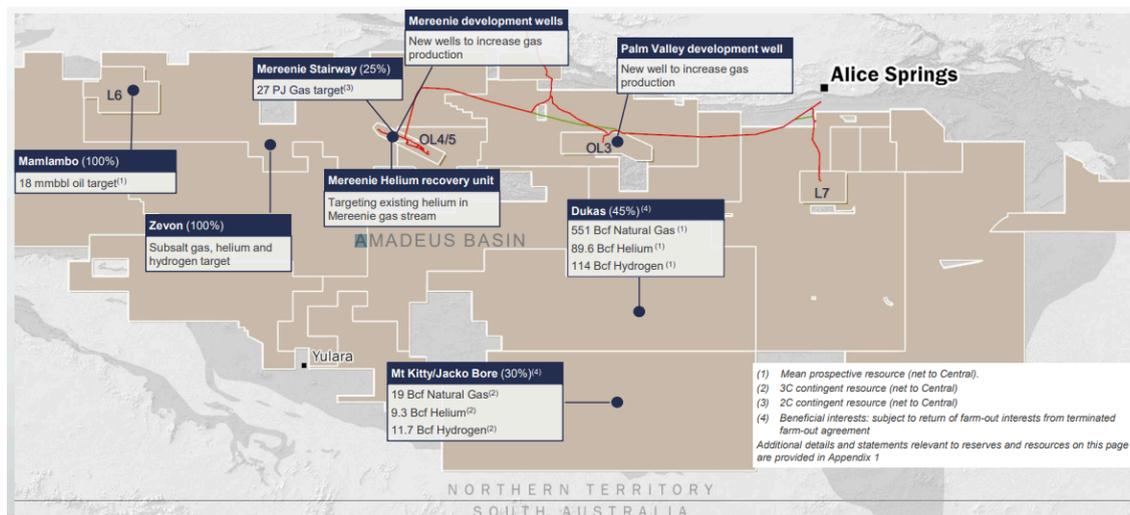 Mereenie development wells
New wells to increase gas
production
Palm Valley development well
New well to increase gas
production
Alice Springs
Mereenie Stairway (25%)
27 PJ Gas target(3)
L6
OL4/5
OL3
L7
Mamlambo (100%)
18 mmbbl oil target(1)
Mereenie Helium recovery unit
Targeting existing helium in
Mereenie gas stream
Zevon (100%)
Subsalt gas, helium and
hydrogen target
AMADEUS BASIN
Dukas (45%)(4)
551 Bcf Natural Gas (1)
89.6 Bcf Helium (1)
114 Bcf Hydrogen (1)
Yulara
Mt Kitty/Jacko Bore (30%)(4)
19 Bcf Natural Gas(2)
9.3 Bcf Helium(2)
11.7 Bcf Hydrogen(2)
(1) Mean prospective resource (net to Central).
(2) 3C contingent resource (net to Central)
(3) 2C contingent resource (net to Central)
(4) Beneficial interests: subject to return of farm-out interests from terminated
farm-out agreement
Additional details and statements relevant to reserves and resources on this page
are provided in Appendix 1
NORTHERN TERRITORY
SOUTH AUSTRALIA